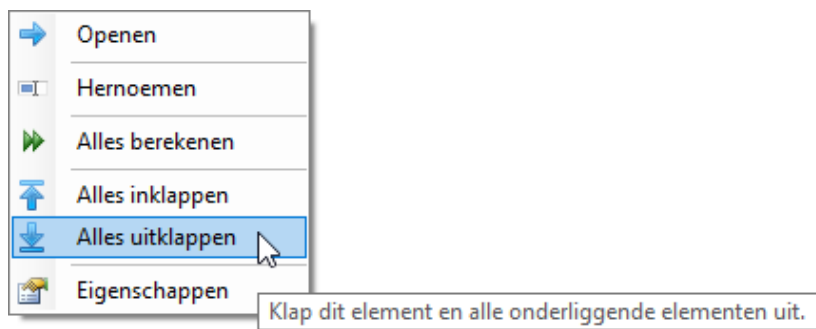 Openen
Hernoemen
Alles berekenen
Alles inklappen
Alles uitklappen
Eigenschappen
Klap dit element en alle onderliggende elementen uit.